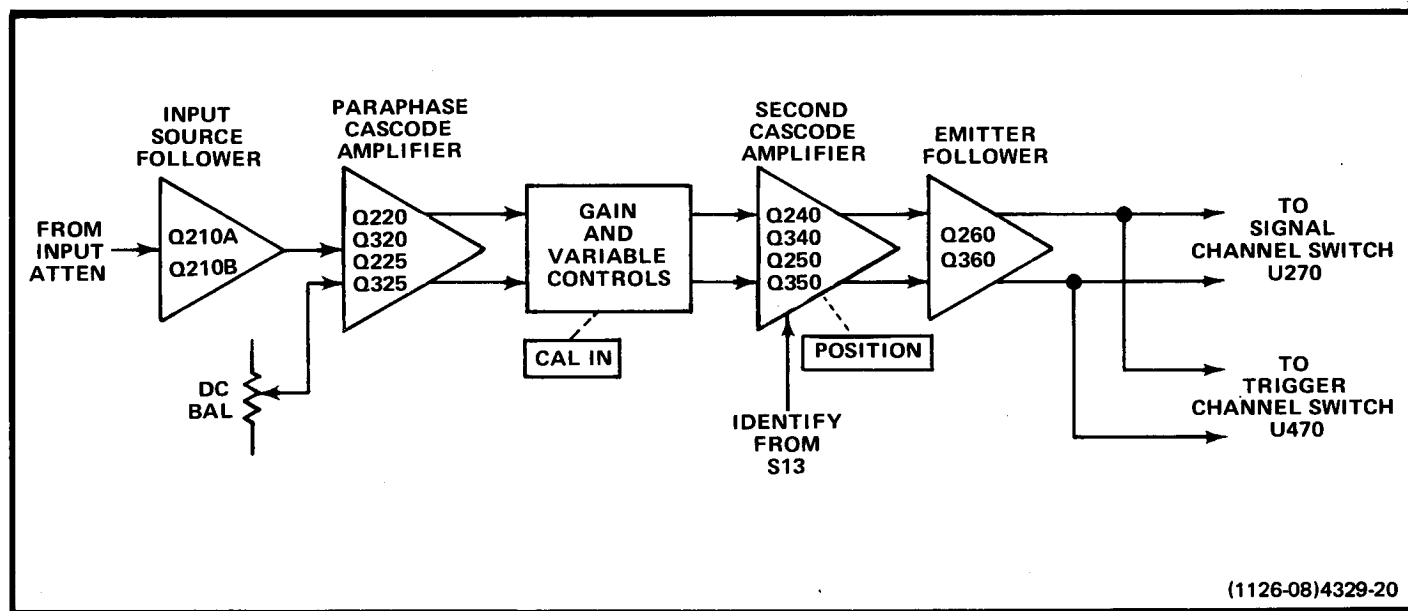 INPUT
SOURCE
FOLLOWER
PARAPHASE
CASCODE
AMPLIFIER
SECOND
CASCODE
AMPLIFIER
EMITTER
FOLLOWER
FROM
INPUT
ATTEN
Q210A
Q210B
Q220
Q320
Q225
Q325
GAIN
AND
VARIABLE
CONTROLS
Q240
Q340
Q250
Q350
Q260
Q360
TO
SIGNAL
CHANNEL SWITCH
U270
CAL IN
POSITION
DC
BAL
IDENTIFY
FROM
S13
TO
TRIGGER
CHANNEL SWITCH
U470
(1126-08)4329-20